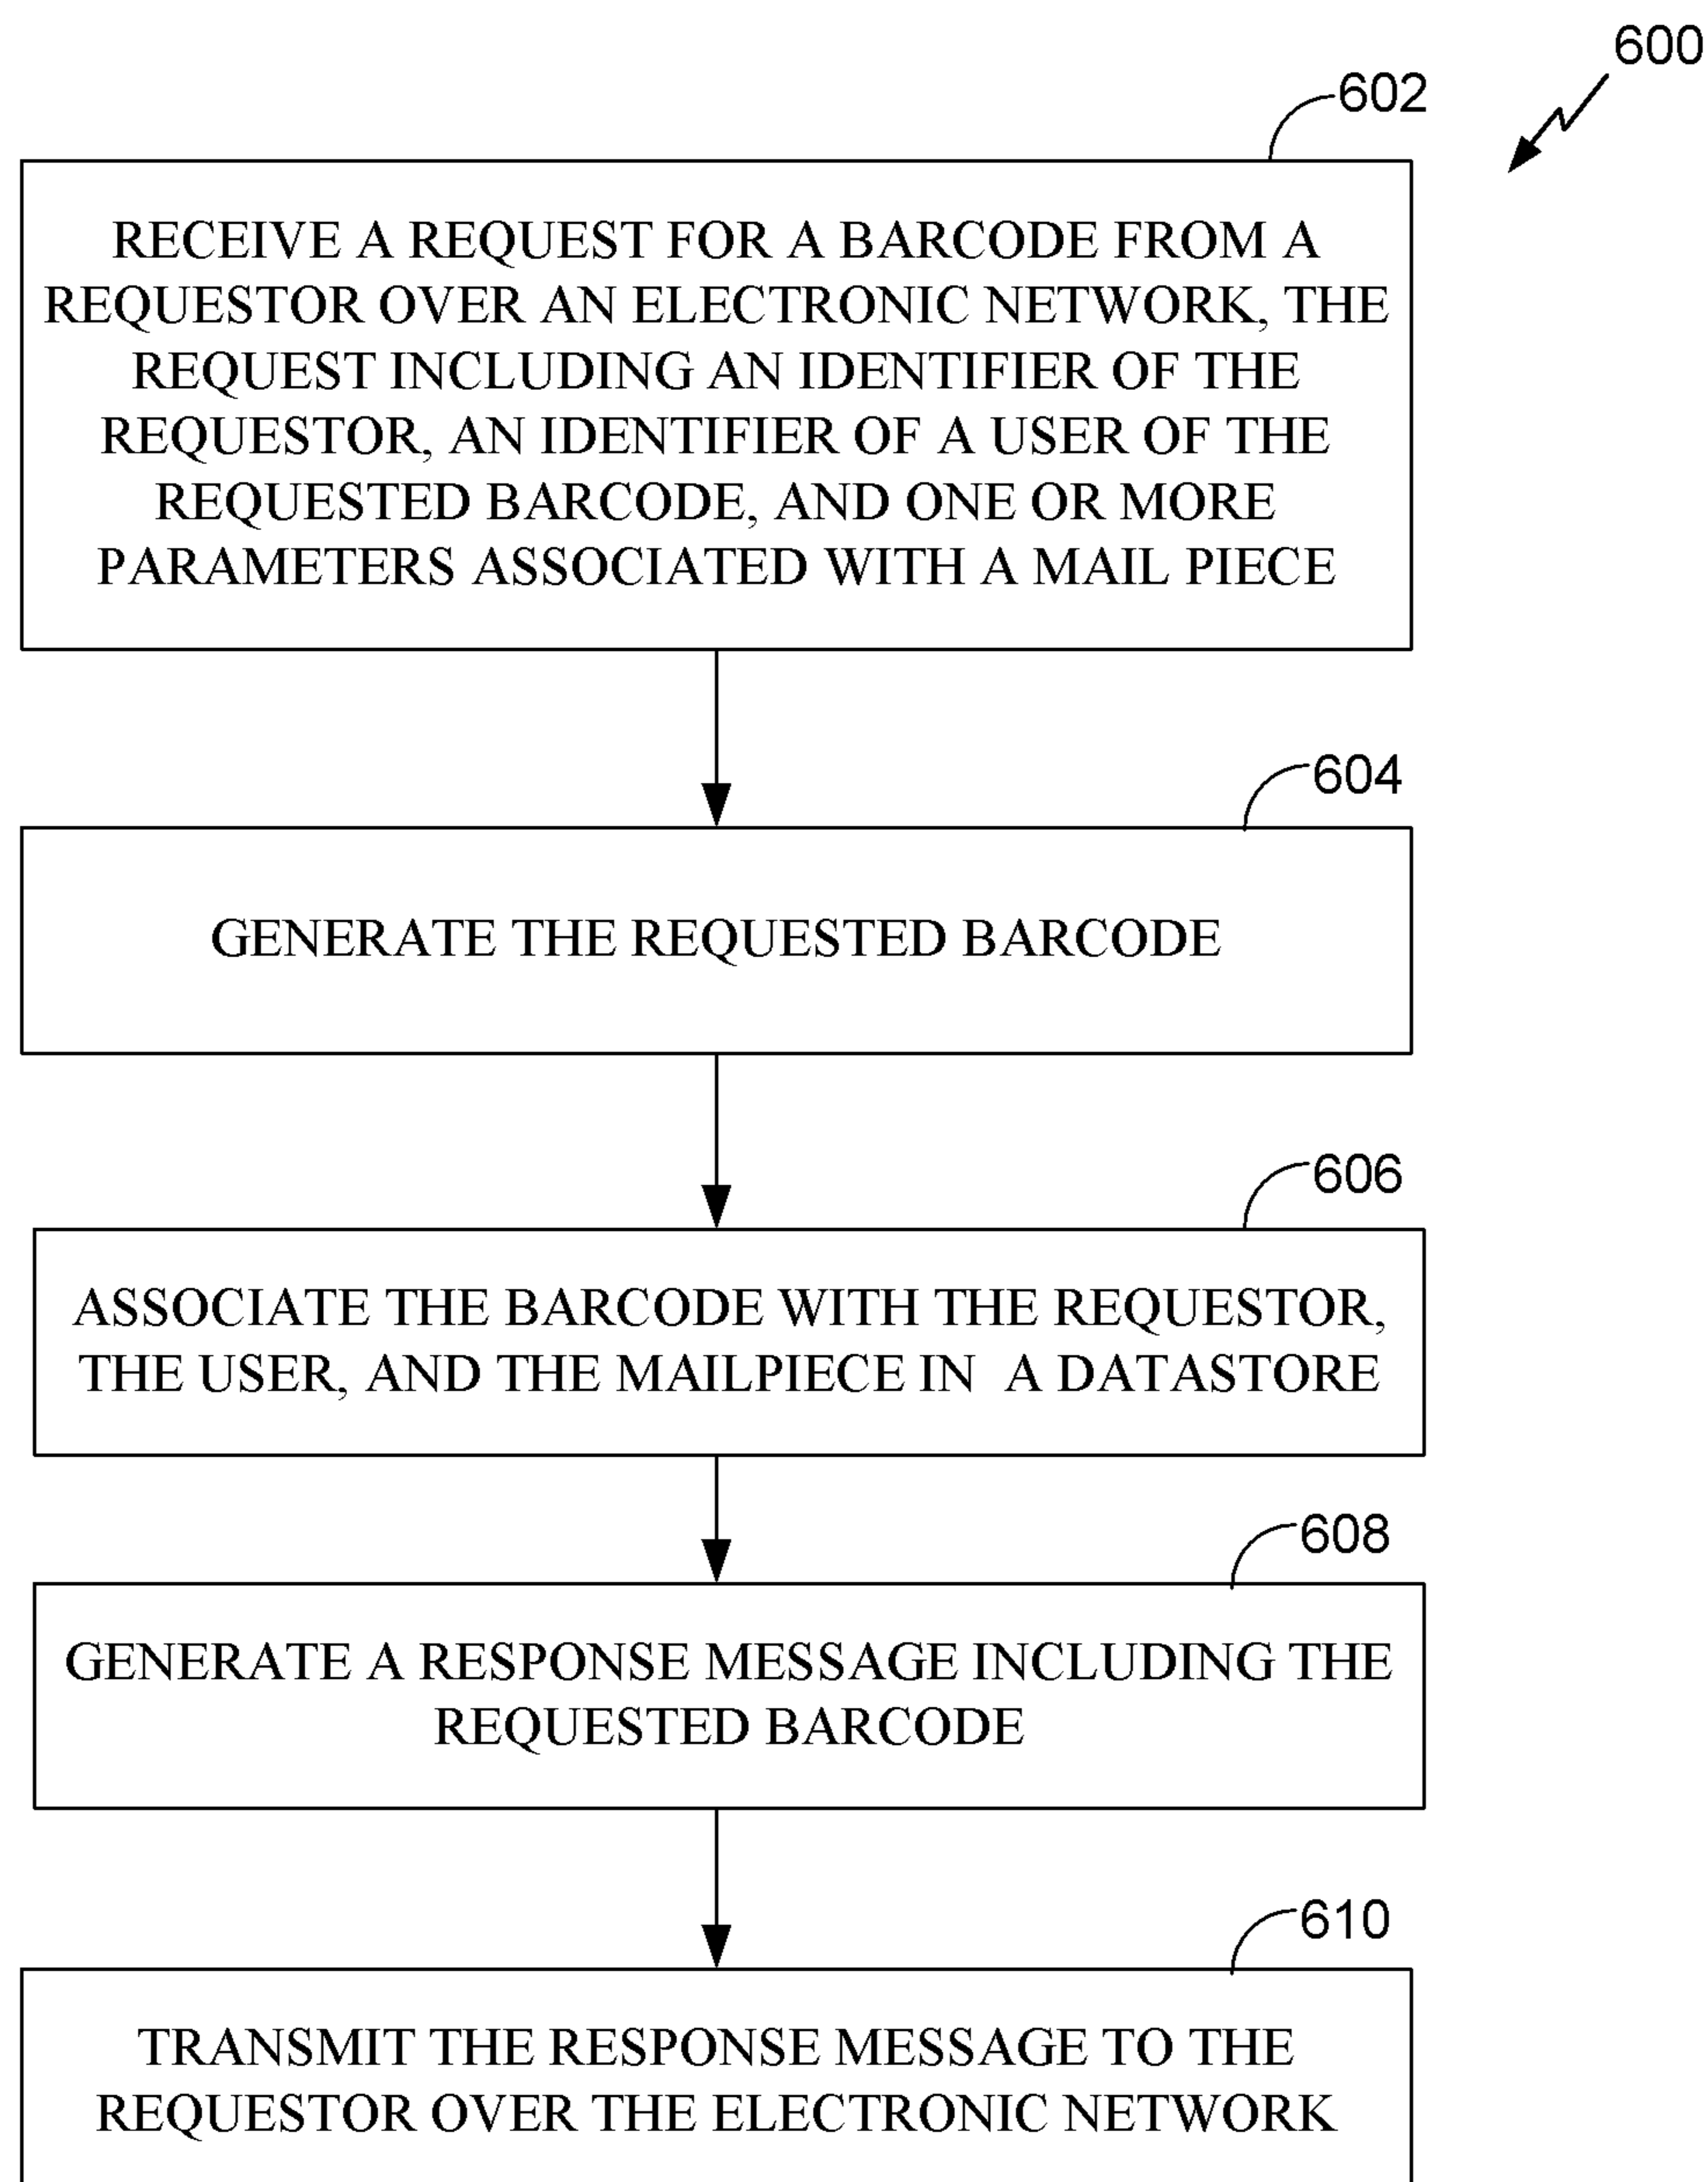 600
602
RECEIVE A REQUEST FOR A BARCODE FROM A
REQUESTOR OVER AN ELECTRONIC NETWORK, THE
REQUEST INCLUDING AN IDENTIFIER OF THE
REQUESTOR, AN IDENTIFIER OF A USER OF THE
REQUESTED BARCODE, AND ONE OR MORE
PARAMETERS ASSOCIATED WITH A MAIL PIECE
604
GENERATE THE REQUESTED BARCODE
606
ASSOCIATE THE BARCODE WITH THE REQUESTOR,
THE USER, AND THE MAILPIECE IN A DATASTORE
608
GENERATE A RESPONSE MESSAGE INCLUDING THE
REQUESTED BARCODE
610
TRANSMIT THE RESPONSE MESSAGE TO THE
REQUESTOR OVER THE ELECTRONIC NETWORK